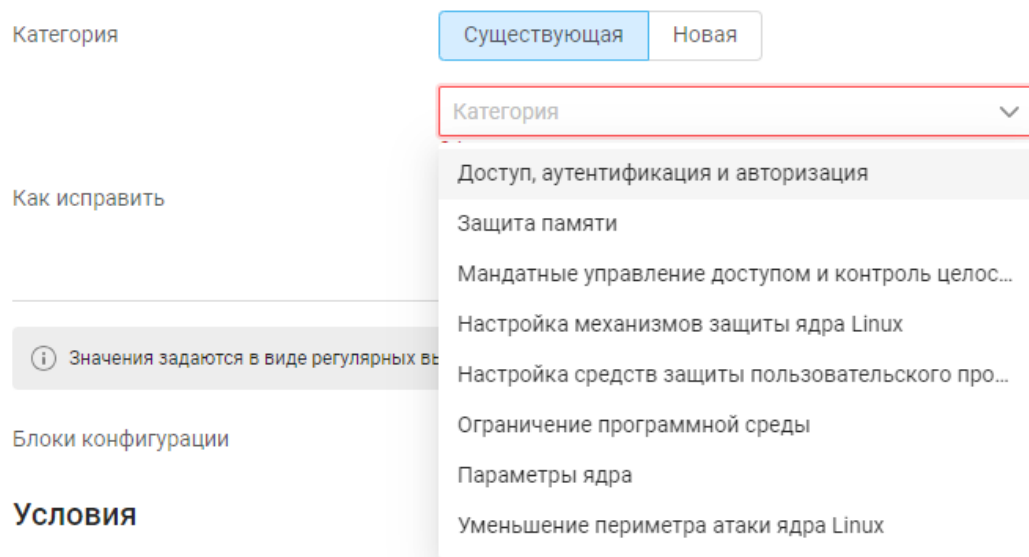 Категория
Существующая
Новая
Категория
Доступ, аутентификация и авторизация
Как исправить
Защита памяти
Мандатные управление доступом и контроль целос...
Настройка механизмов защиты ядра Linux
Значения задаются в виде регулярных
Настройка средств защиты пользовательского про...
Ограничение программной среды
Блоки конфигурации
Параметры ядра
Условия
Уменьшение периметра атаки ядра Linux